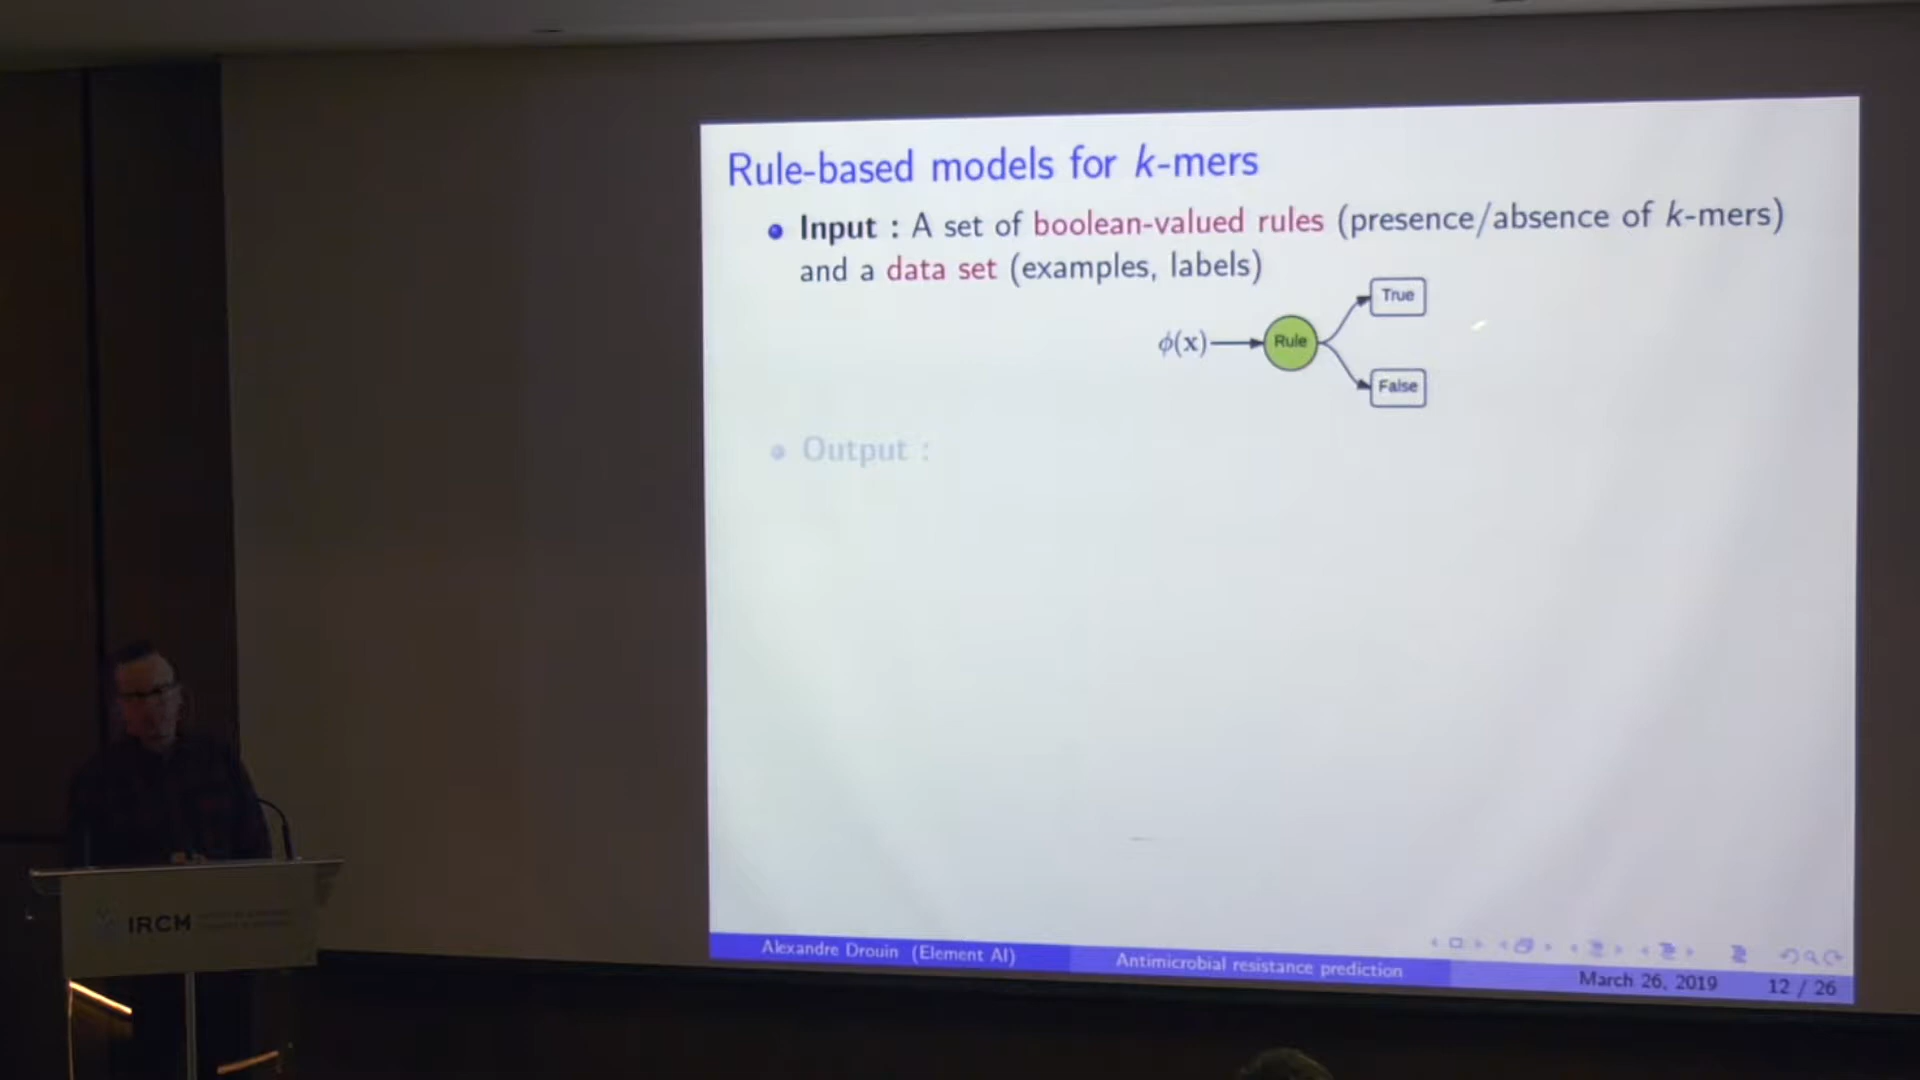 Rule-based models for k-mers
Input : A set of boolean-valued rules (presence/absence of k-mers)
and a data set (examples, labels)
True
ϕ(x)
Rule
False
Output :
Alexandre Drouin (Element AI)
Antimicrobial resistance prediction
March 26, 2019
12 / 26
IRCM